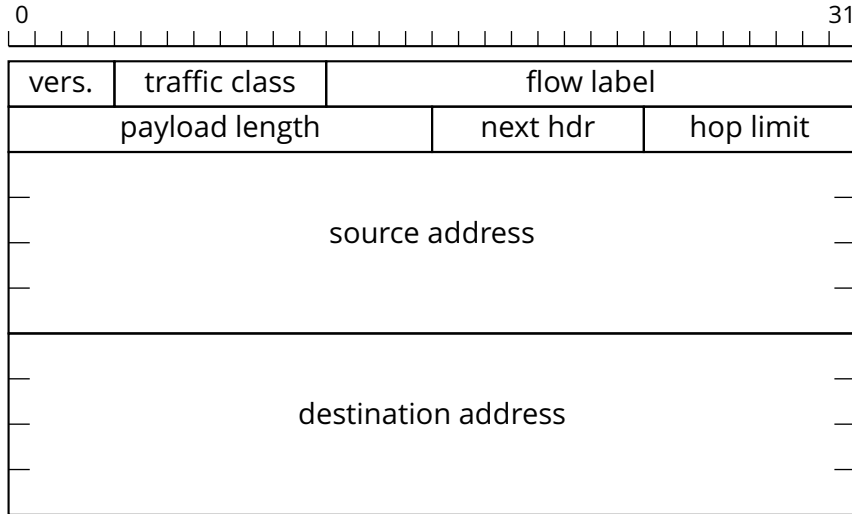 0 31
vers. traffic class flow label
payload length next hdr hop limit
source address
destination address